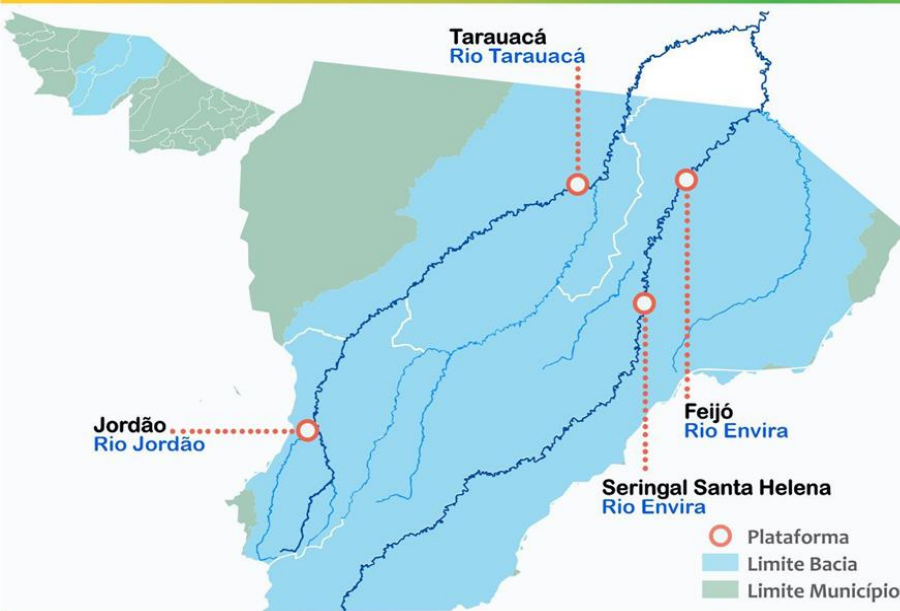 Tarauacá
Rio Tarauacá
Jordão
Rio Jordão
Feijó
Rio Envira
Seringal Santa Helena
Rio Envira
Plataforma
Limite Bacia
Limite Município